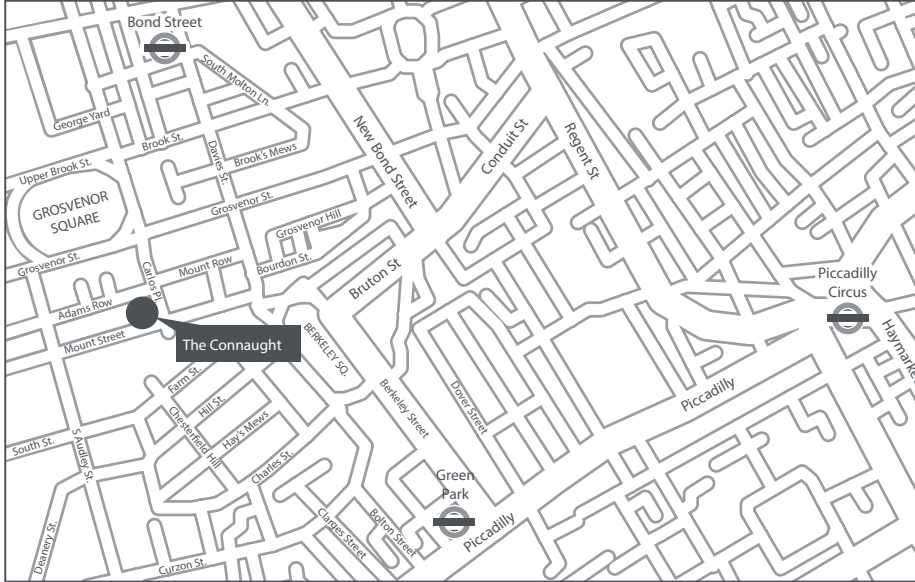 Bond Street
South Molton Ln.
George Yard
Brook St.
Davies St.
Brook's Mews
Upper Brook St.
New Bond Street
Conduit St
Regent St
GROSVENOR
SQUARE
Grosvenor St.
Grosvenor Hill
Grosvenor St.
Carlos Pl.
Mount Row
Bourdon St.
Bruton St
Piccadilly
Circus
Adams Row
Mount Street
The Connaught
BERKELEY SQ.
Haymarket
Farm St.
Hill St.
Berkeley Street
Dover Street
Piccadilly
Chesterfield Hill
Hay's Mews
South St.
S Audley St.
Charles St.
Green
Park
Piccadilly
Clarges Street
Bolton Street
Deanery St.
Curzon St.